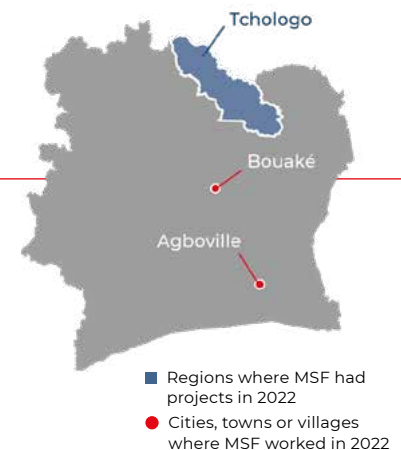 Tchologo
Bouaké
Agboville
Regions where MSF had
projects in 2022
Cities, towns or villages
where MSF worked in 2022